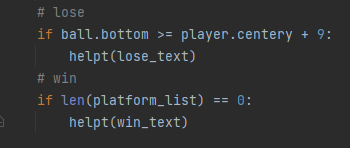 # lose
if ball.bottom >= player.centery + 9:
    helpt(lose_text)
# win
if len(platform_list) == 0:
    helpt(win_text)